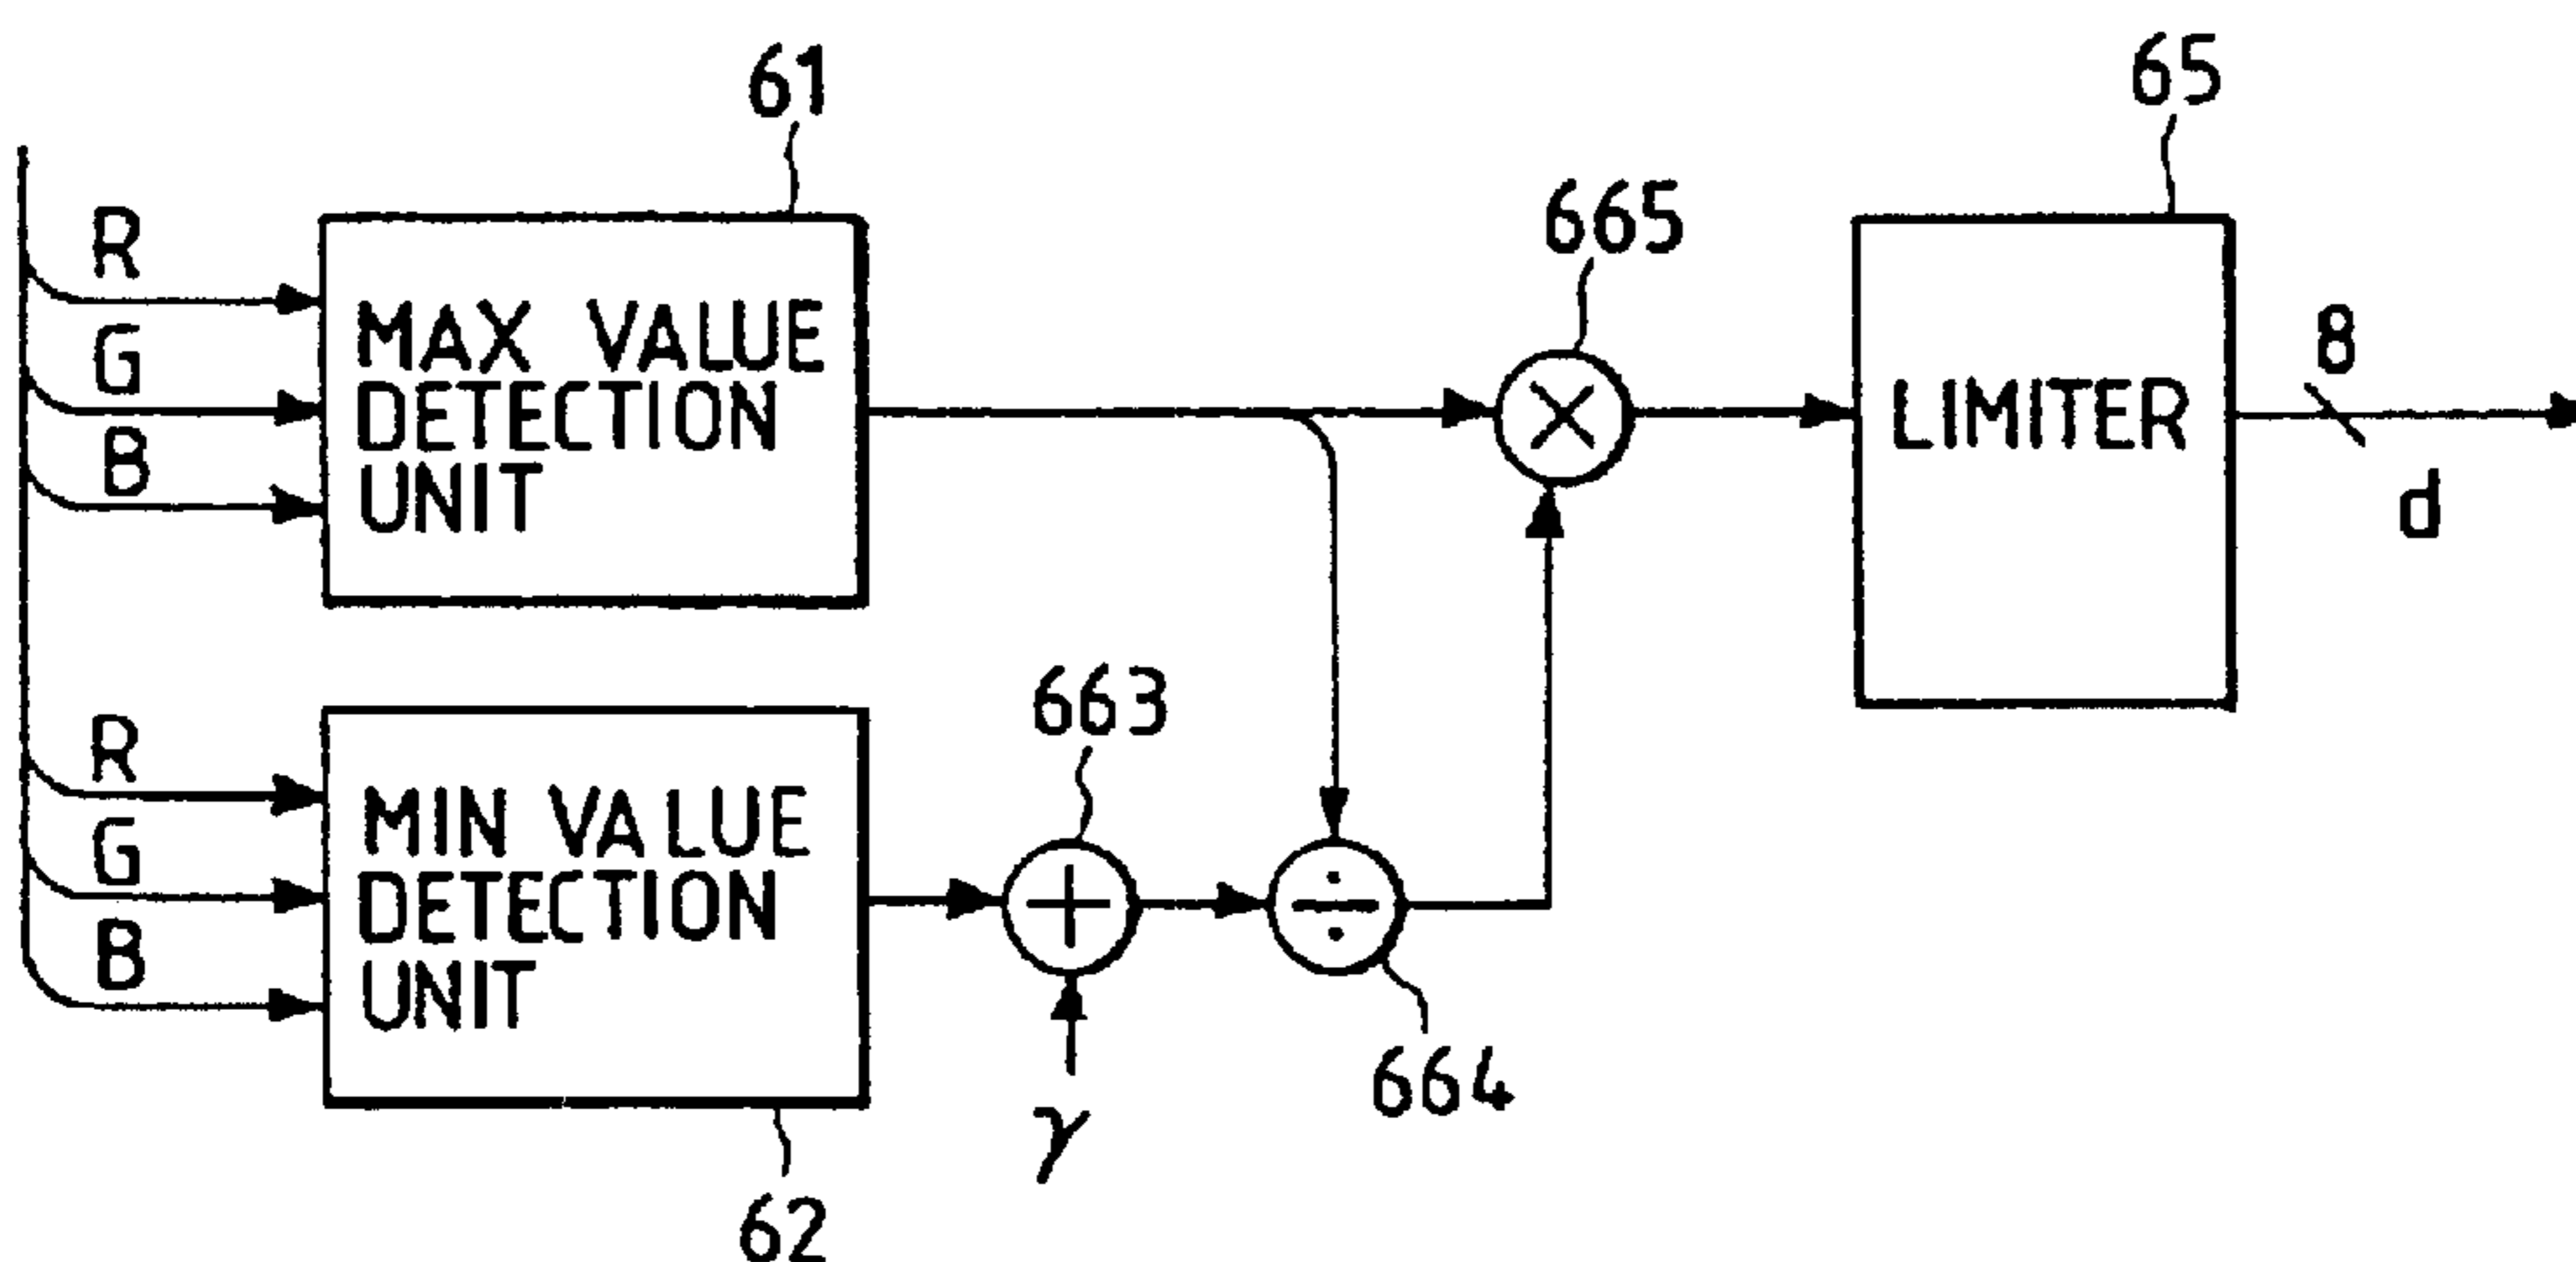 61
65
665
R
G
B
MAX VALUE
DETECTION
UNIT
×
LIMITER
8
d
663
R
G
B
MIN VALUE
DETECTION
UNIT
+
÷
γ
664
62